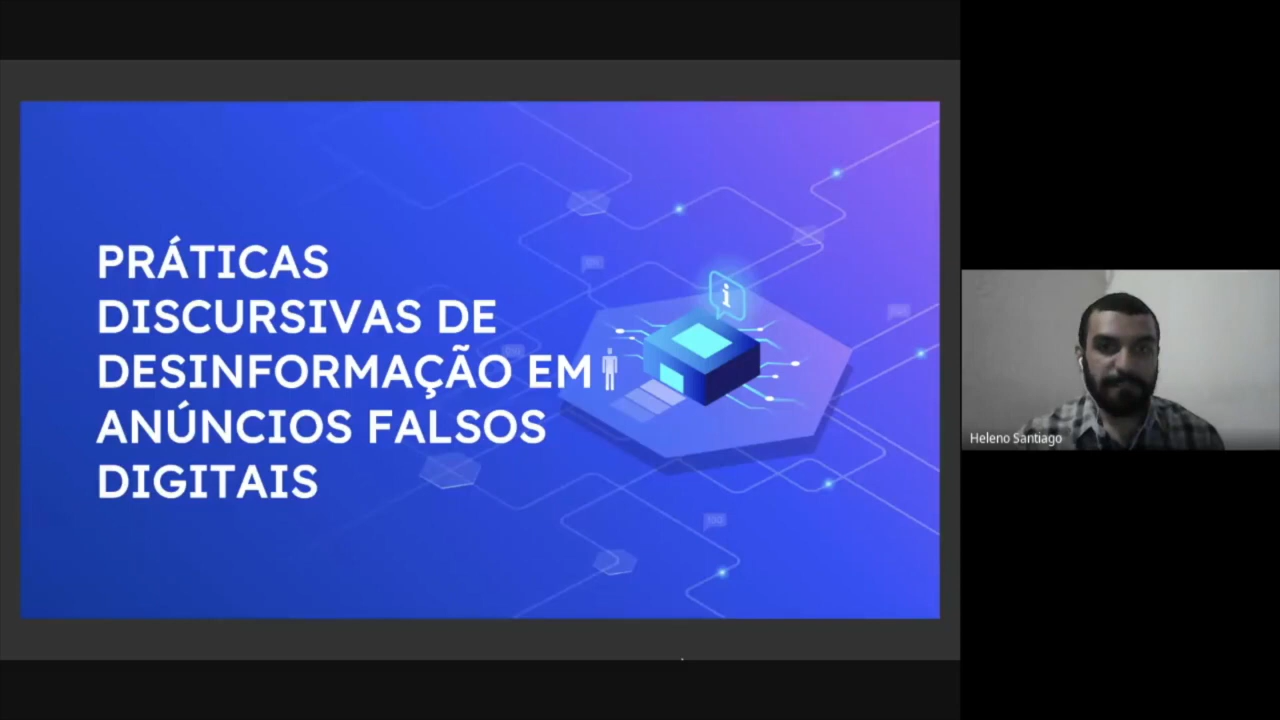 PRÁTICAS
DISCURSIVAS DE
DESINFORMAÇÃO EM
ANÚNCIOS FALSOS
DIGITAIS
i
Heleno Santiago